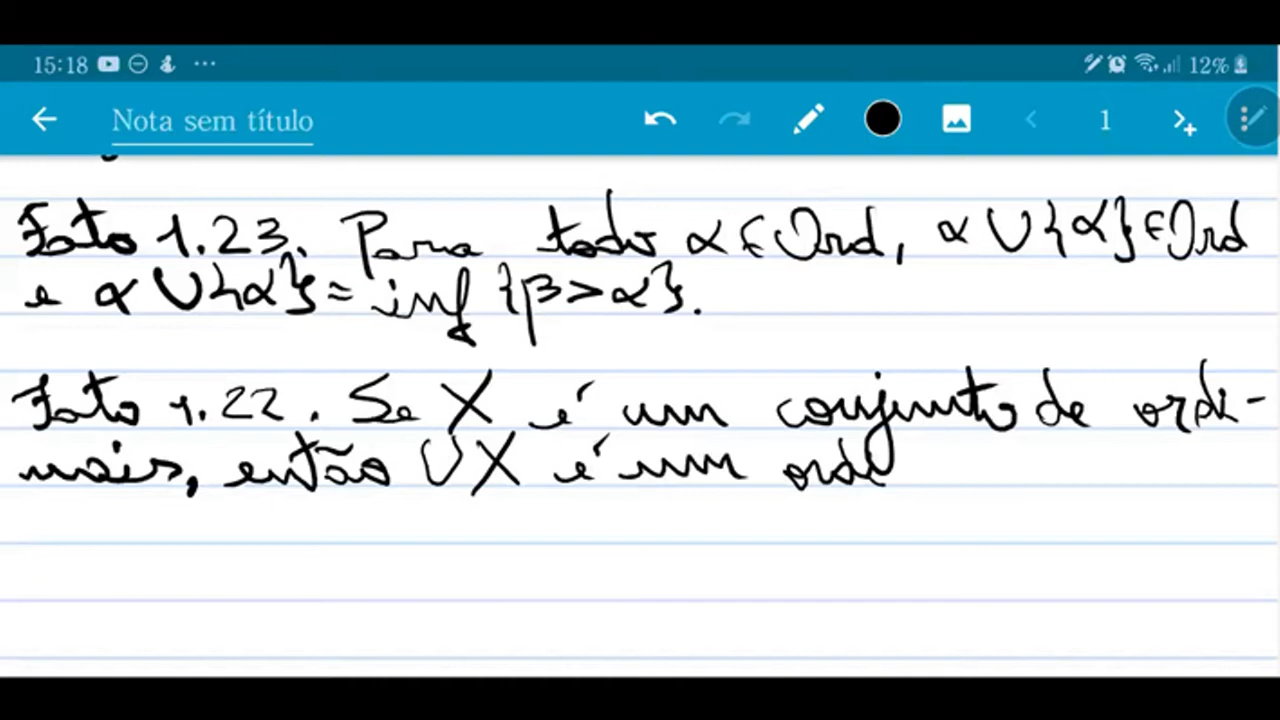 15:18 ... 12%
Nota sem título 1
Fato 1.23. Para todo α ∈ Ord, α ∪ {α} ∈ Ord
e α ∪ {α} = inf {β > α}.
Fato 1.22. Se X é um conjunto de ordi-
nais, então ∪X é um orde